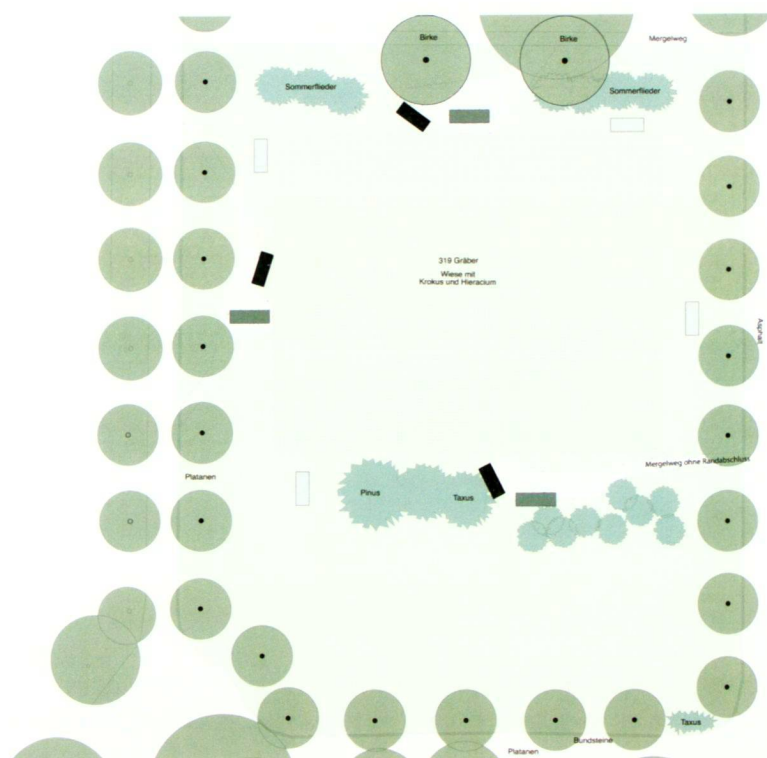 Birke
Birke
Mergelweg
Sommerflieder
Sommerflieder
319 Gräber
Wiese mit
Krokus und Hieracium
Asphalt
Mergelweg ohne Randabschluss
Platanen
Pinus
Taxus
Taxus
Bundsteine
Platanen